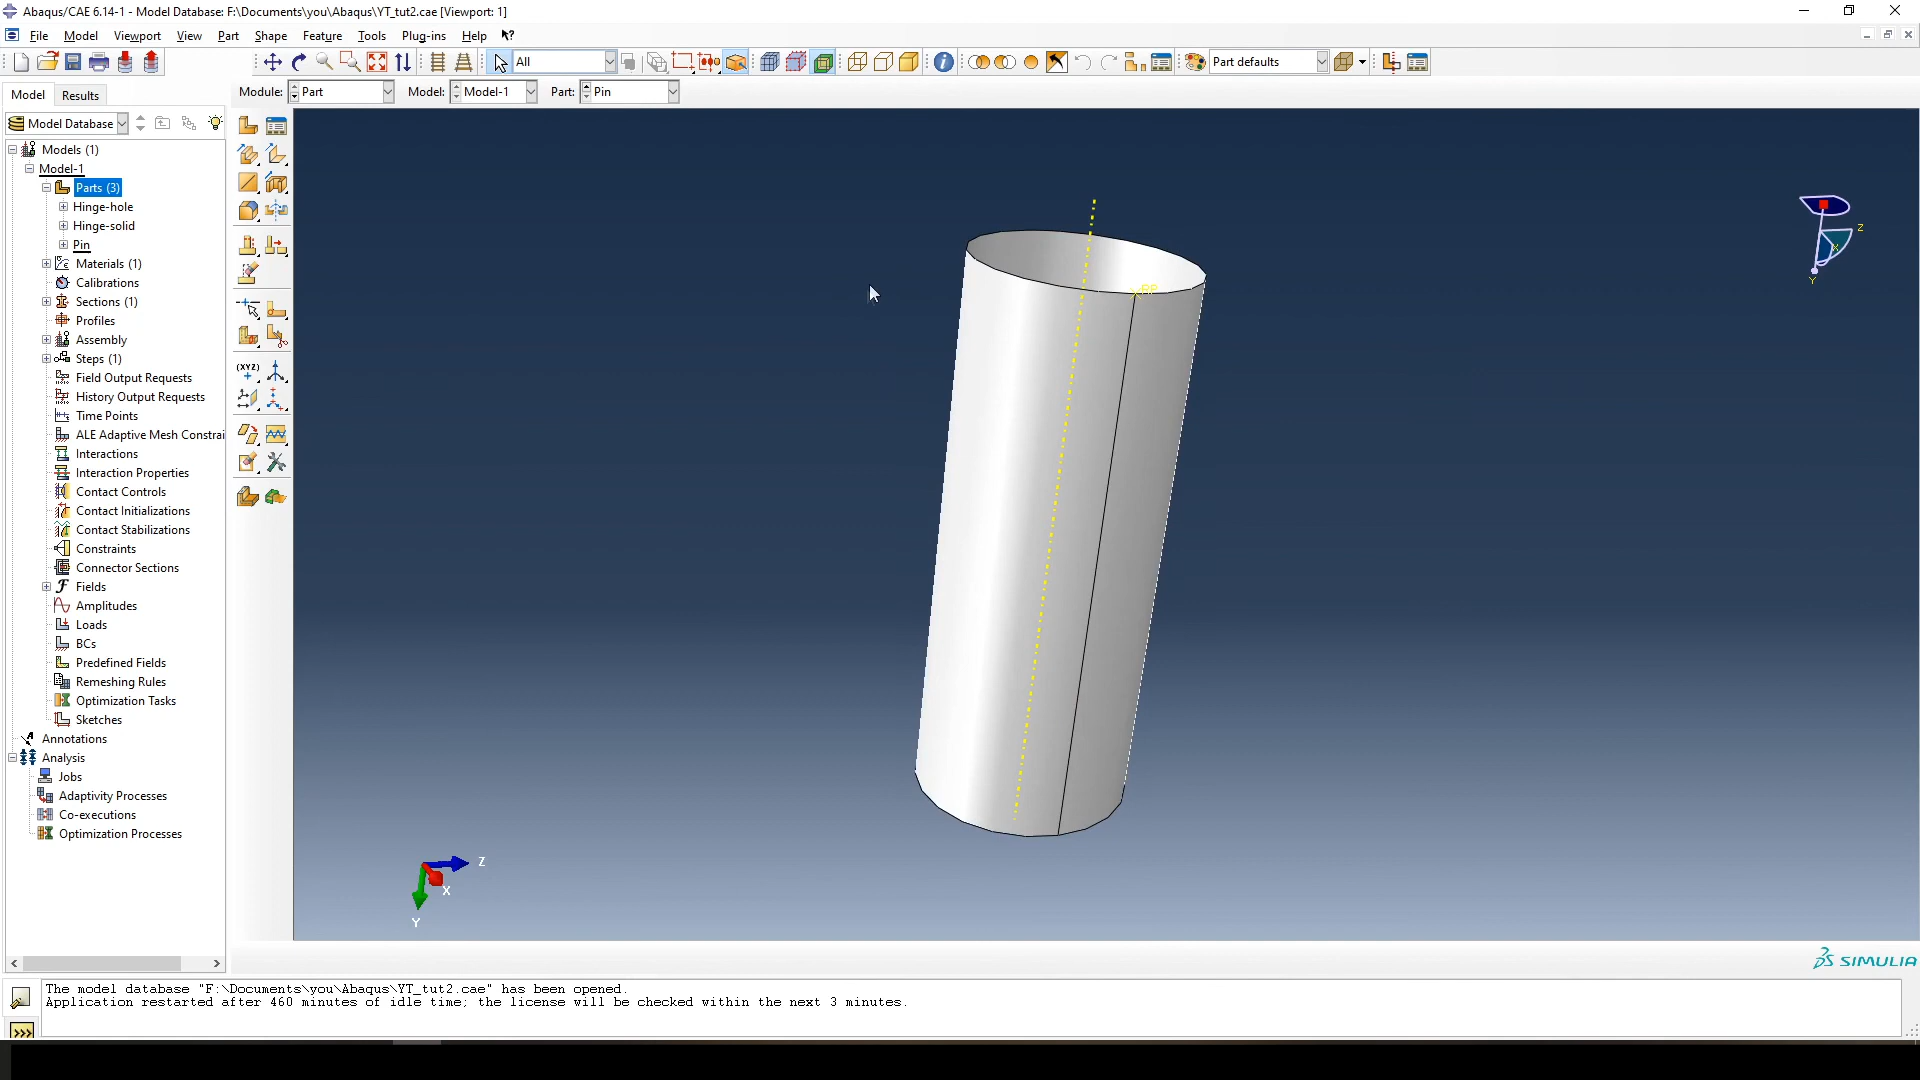 Abaqus/CAE 6.14-1 - Model Database: F:\Documents\you\Abaqus\YT_tut2.cae [Viewport: 1]
File Model Viewport View Part Shape Feature Tools Plug-ins Help
All
Part defaults
Model Results
Module: Part Model: Model-1 Part: Pin
Model Database
(XYZ)
Models (1)
Model-1
Parts (3)
Hinge-hole
Hinge-solid
Pin
Materials (1)
Calibrations
Sections (1)
Profiles
Assembly
Steps (1)
Field Output Requests
History Output Requests
Time Points
ALE Adaptive Mesh Constrai
Interactions
Interaction Properties
Contact Controls
Contact Initializations
Contact Stabilizations
Constraints
Connector Sections
Fields
Amplitudes
Loads
BCs
Predefined Fields
Remeshing Rules
Optimization Tasks
Sketches
Annotations
Analysis
Jobs
Adaptivity Processes
Co-executions
Optimization Processes
RP
Z
X
Y
Z
X
Y
SIMULIA
The model database "F:\Documents\you\Abaqus\YT_tut2.cae" has been opened.
Application restarted after 460 minutes of idle time; the license will be checked within the next 3 minutes.
>>>